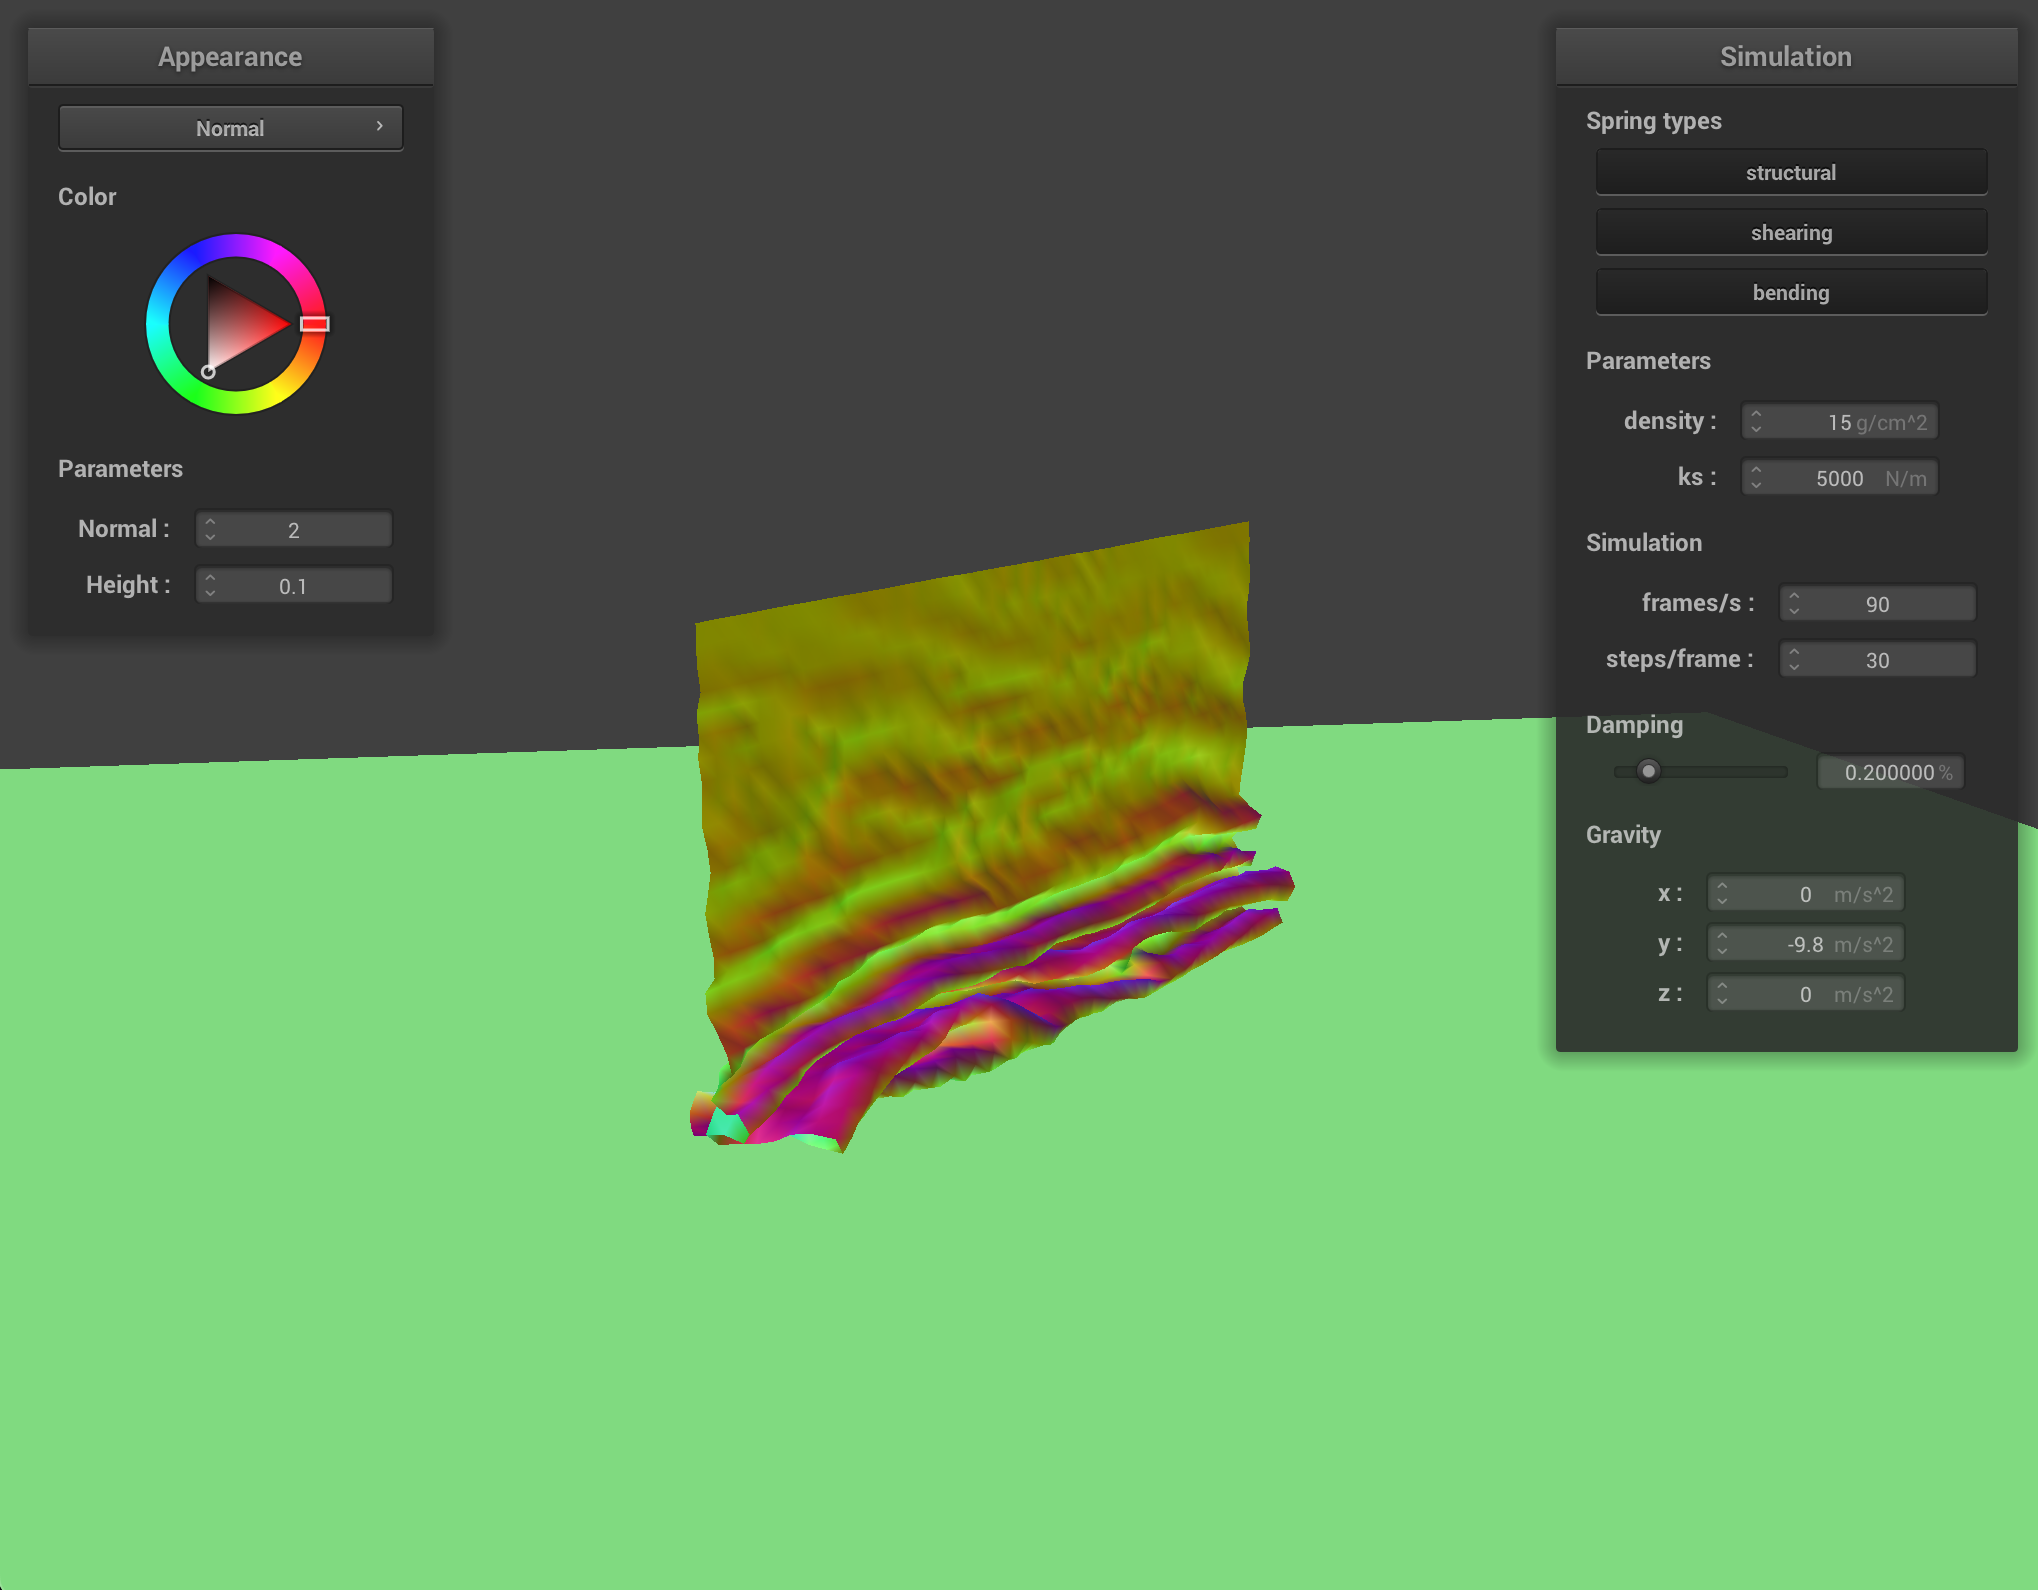 Appearance
Normal
Color
Parameters
Normal : 2
Height : 0.1
Simulation
Spring types
structural
shearing
bending
Parameters
density : 15 g/cm^2
ks : 5000 N/m
Simulation
frames/s : 90
steps/frame : 30
Damping
0.200000 %
Gravity
x : 0 m/s^2
y : -9.8 m/s^2
z : 0 m/s^2